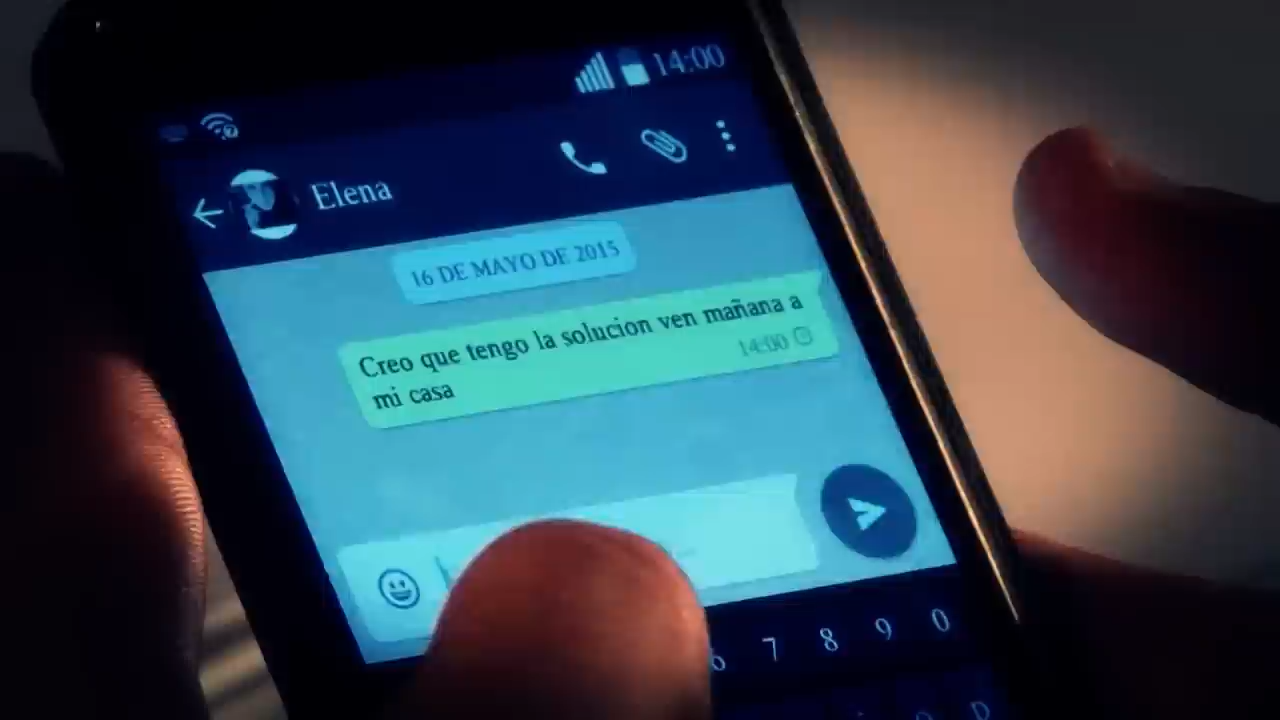 14:00
Elena
16 DE MAYO DE 2015
Creo que tengo la solucion ven mañana a
mi casa
14:00
6 7 8 9 0
P